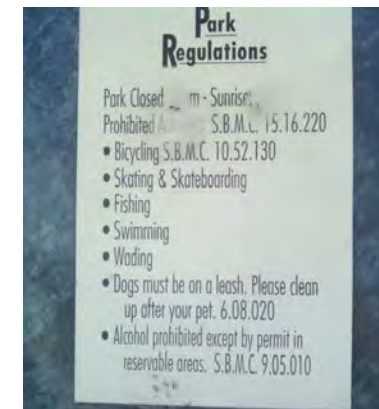 Park
Regulations
Park Closed m - Sunrise
Prohibited S.B.M.C. 15.16.220
• Bicycling S.B.M.C. 10.52.130
• Skating & Skateboarding
• Fishing
• Swimming
• Wading
• Dogs must be on a leash. Please clean
up after your pet. 6.08.020
• Alcohol prohibited except by permit in
reservable areas. S.B.M.C. 9.05.010